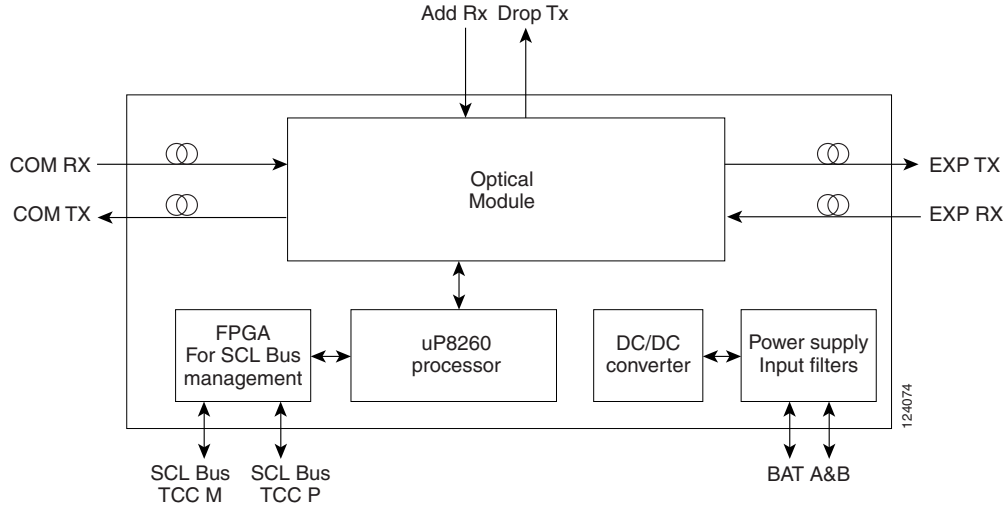 Add Rx Drop Tx
COM RX
COM TX
Optical
Module
EXP TX
EXP RX
FPGA
For SCL Bus
management
uP8260
processor
DC/DC
converter
Power supply
Input filters
124074
SCL Bus
TCC M
SCL Bus
TCC P
BAT A&B